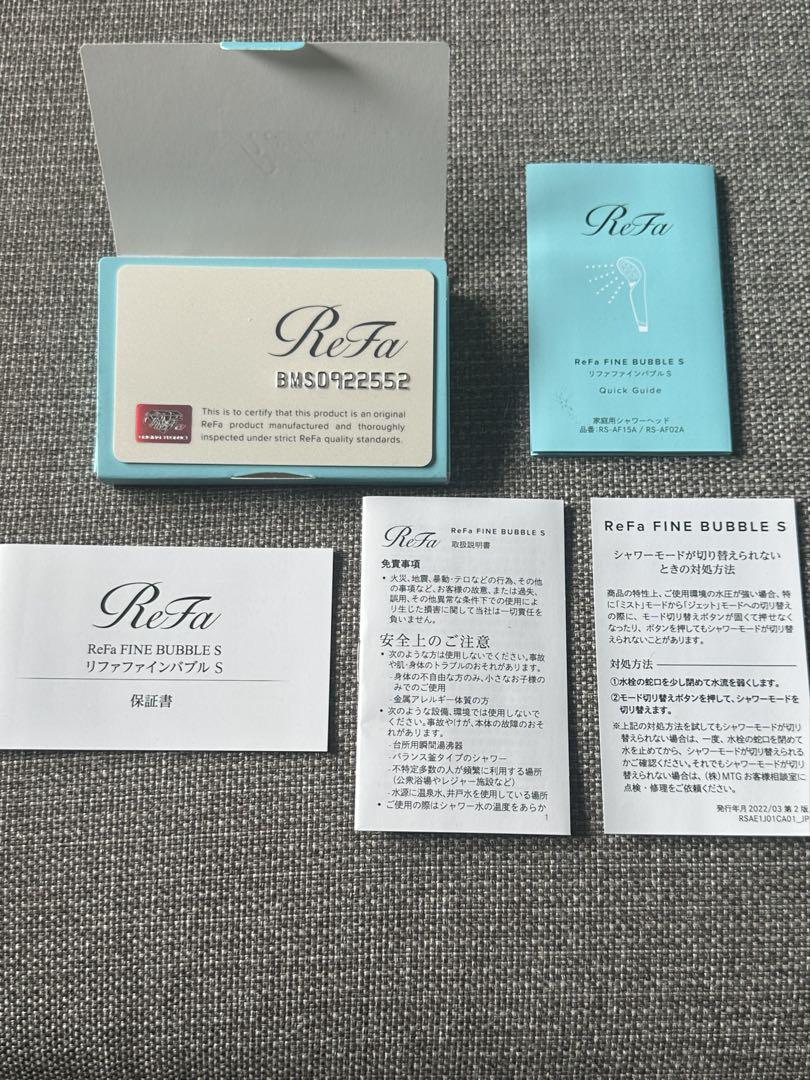 ReFa
BMS0922552
This is to certify that this product is an original
ReFa product manufactured and thoroughly
inspected under strict ReFa quality standards.
ReFa
ReFa FINE BUBBLE S
リファファインバブル S
Quick Guide
家庭用シャワーヘッド
品番:RS-AF15A / RS-AF02A
ReFa
ReFa FINE BUBBLE S
リファファインバブル S
保証書
ReFa
ReFa FINE BUBBLE S
取扱説明書
免責事項
• 火災、地震、暴動・テロなどの行為、その他
の事故など、お客様の故意、または過失、
誤用、その他異常な条件下での使用によ
り生じた損害に関して当社は一切責任を
負いません。
安全上のご注意
• 次のような方は使用しないでください。事故
や肌・身体のトラブルのおそれがあります。
- 身体の不自由な方のみ、小さなお子様の
みでのご使用
- 金属アレルギー体質の方
• 次のような設備、環境では使用しないで
ください。事故やけが、本体の故障のおそ
れがあります。
- 台所用瞬間湯沸器
- バランス釜タイプのシャワー
- 不特定多数の人が頻繁に利用する場所
(公衆浴場やレジャー施設など)
- 水源に温泉水、井戸水を使用している場所
• ご使用の際はシャワー水の温度をあらか
1
ReFa FINE BUBBLE S
シャワーモードが切り替えられない
ときの対処方法
商品の特性上、ご使用環境の水圧が強い場合、特
に「ミスト」モードから「ジェット」モードへの切り替え
の際に、モード切り替えボタンが固くて押せなく
なったり、ボタンを押してもシャワーモードが切り替
えられないことがあります。
対処方法
①水栓の蛇口を少し閉めて水流を弱くします。
②モード切り替えボタンを押して、シャワーモードを
切り替えます。
※上記の対処方法を試してもシャワーモードが切り
替えられない場合は、一度、水栓の蛇口を閉めて
水を止めてから、シャワーモードが切り替えられる
かご確認ください。それでもシャワーモードが切り替
えられない場合は、(株)MTG お客様相談室に
点検・修理をご依頼ください。
発行年月 2022/03 第 2 版
RSAE1J01CA01_JP